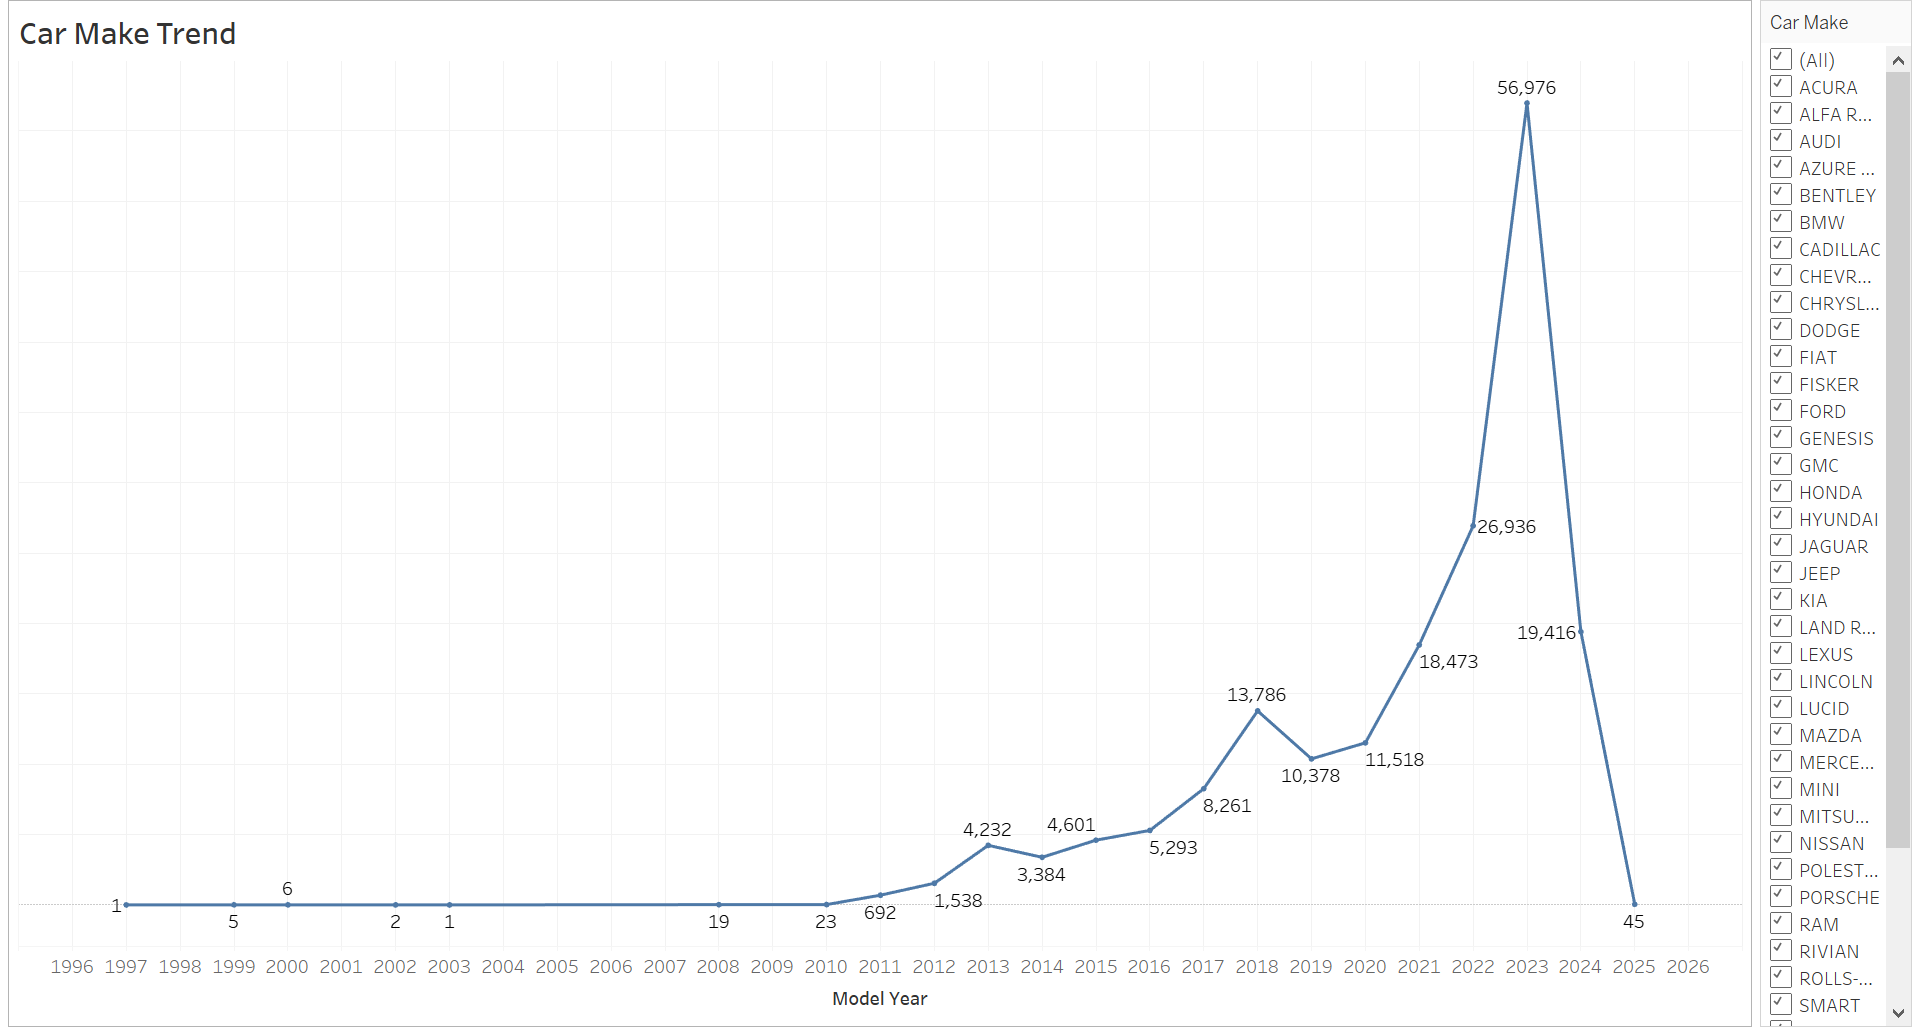 Car Make Trend
56,976
26,936
19,416
18,473
13,786
11,518
10,378
8,261
4,232
4,601
5,293
3,384
6
1
5
2
1
19
23
692
1,538
45
1996 1997 1998 1999 2000 2001 2002 2003 2004 2005 2006 2007 2008 2009 2010 2011 2012 2013 2014 2015 2016 2017 2018 2019 2020 2021 2022 2023 2024 2025 2026
Model Year
Car Make
(All)
ACURA
ALFA R...
AUDI
AZURE ...
BENTLEY
BMW
CADILLAC
CHEVR...
CHRYSL...
DODGE
FIAT
FISKER
FORD
GENESIS
GMC
HONDA
HYUNDAI
JAGUAR
JEEP
KIA
LAND R...
LEXUS
LINCOLN
LUCID
MAZDA
MERCE...
MINI
MITSU...
NISSAN
POLEST...
PORSCHE
RAM
RIVIAN
ROLLS-...
SMART